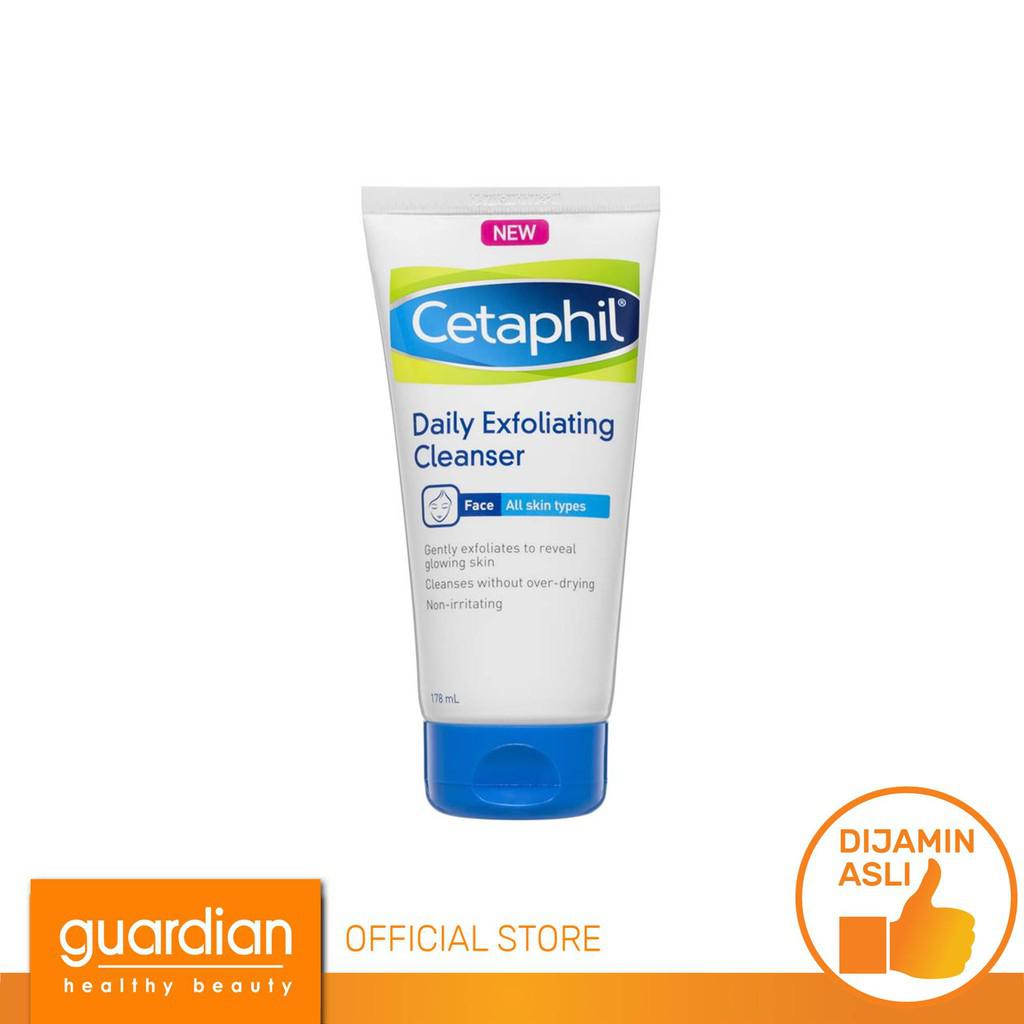 NEW
Cetaphil®
Daily Exfoliating
Cleanser
Face All skin types
Gently exfoliates to reveal
glowing skin
Cleanses without over-drying
Non-irritating
178 mL
DIJAMIN
ASLI
guardian
healthy beauty
OFFICIAL STORE